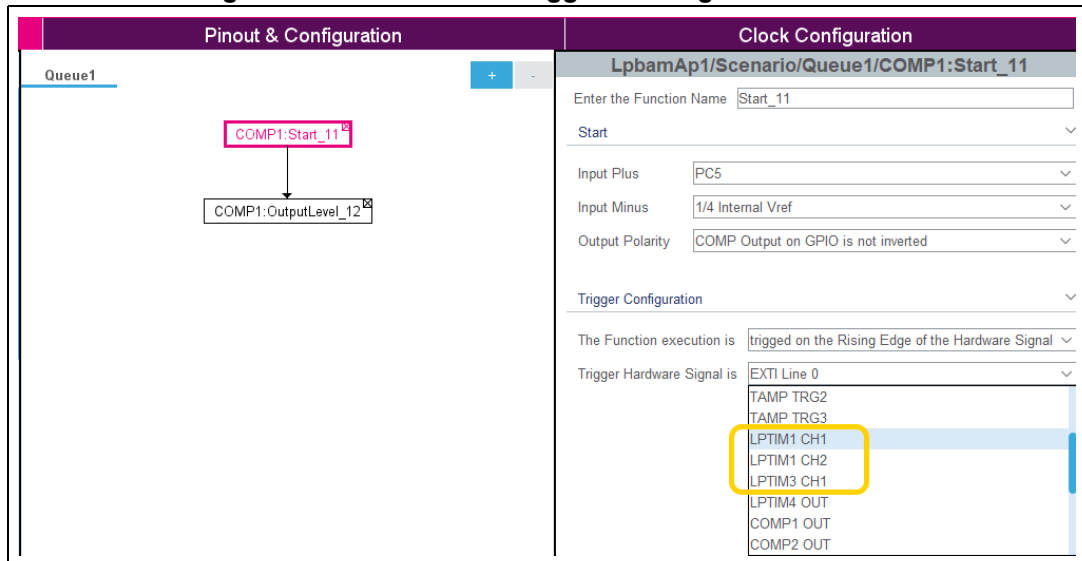 Pinout & Configuration
Clock Configuration
Queue1
+
-
COMP1:Start_11
COMP1:OutputLevel_12
LpbamAp1/Scenario/Queue1/COMP1:Start_11
Enter the Function Name Start_11
Start
Input Plus PC5
Input Minus 1/4 Internal Vref
Output Polarity COMP Output on GPIO is not inverted
Trigger Configuration
The Function execution is trigged on the Rising Edge of the Hardware Signal
Trigger Hardware Signal is EXTI Line 0
TAMP TRG2
TAMP TRG3
LPTIM1 CH1
LPTIM1 CH2
LPTIM3 CH1
LPTIM4 OUT
COMP1 OUT
COMP2 OUT